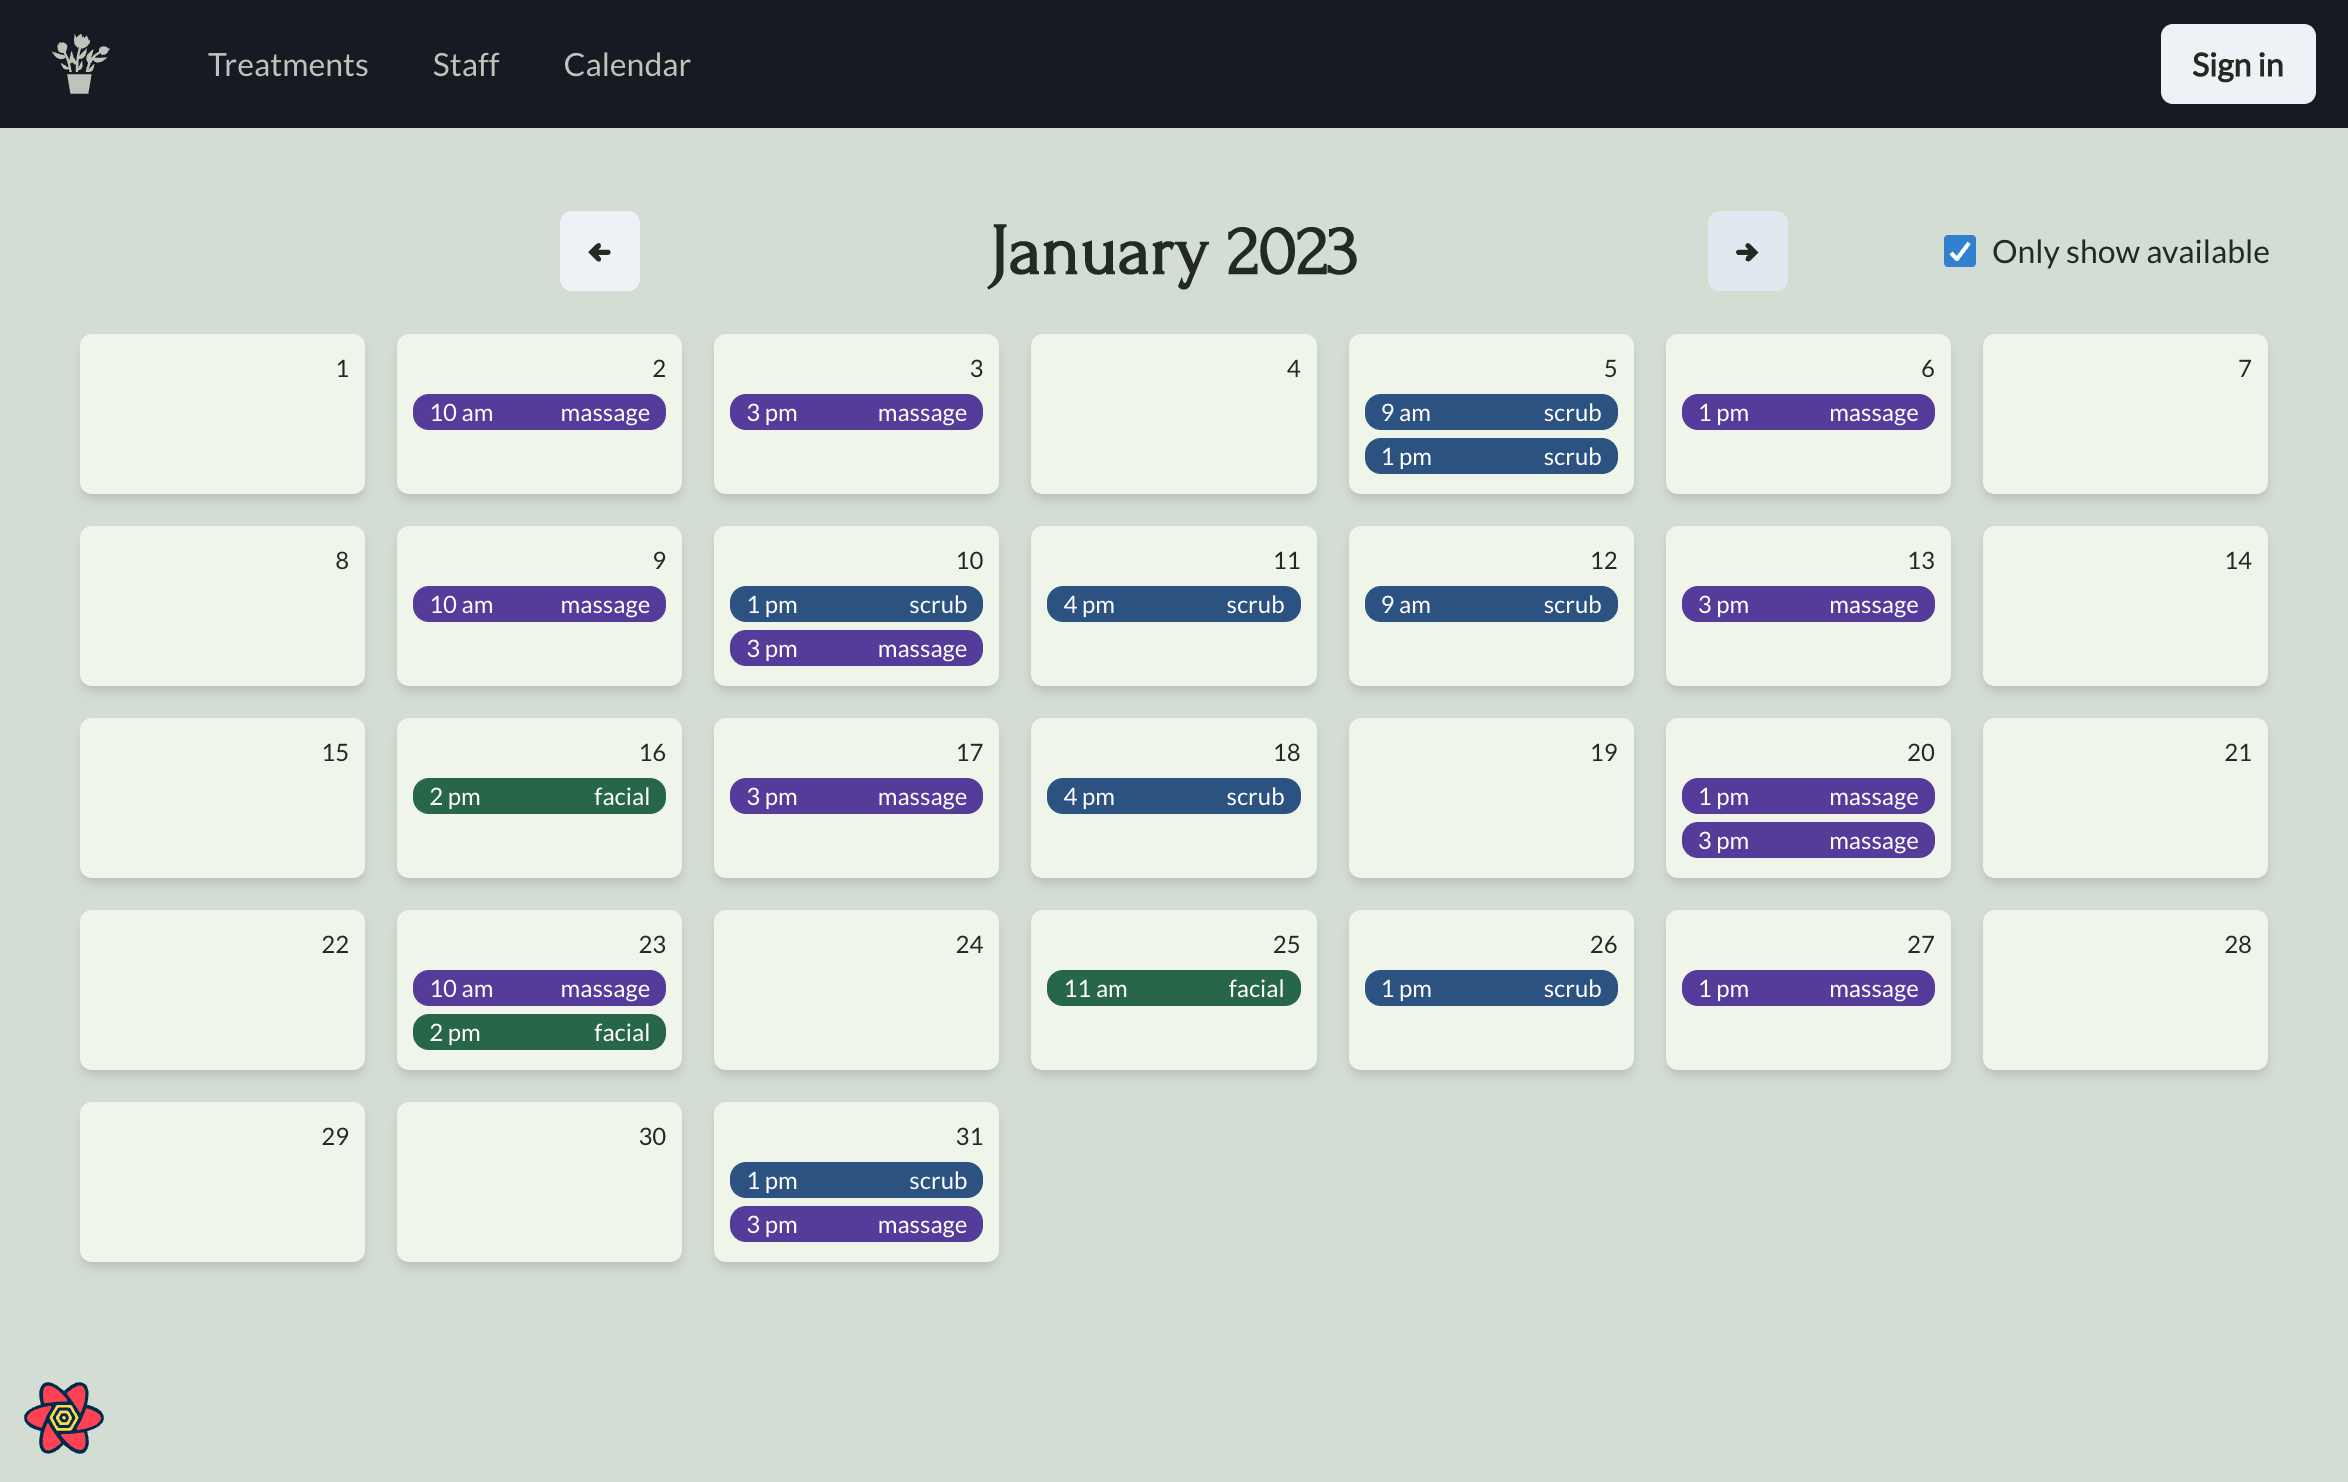 Treatments Staff Calendar Sign in
January 2023 Only show available
1
2
10 am massage
3
3 pm massage
4
5
9 am scrub
1 pm scrub
6
1 pm massage
7
8
9
10 am massage
10
1 pm scrub
3 pm massage
11
4 pm scrub
12
9 am scrub
13
3 pm massage
14
15
16
2 pm facial
17
3 pm massage
18
4 pm scrub
19
20
1 pm massage
3 pm massage
21
22
23
10 am massage
2 pm facial
24
25
11 am facial
26
1 pm scrub
27
1 pm massage
28
29
30
31
1 pm scrub
3 pm massage